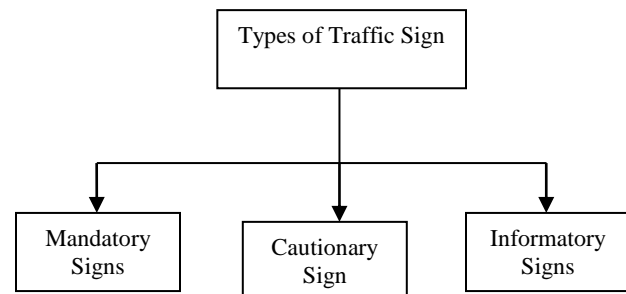 Types of Traffic Sign
Mandatory
Signs
Cautionary
Sign
Informatory
Signs